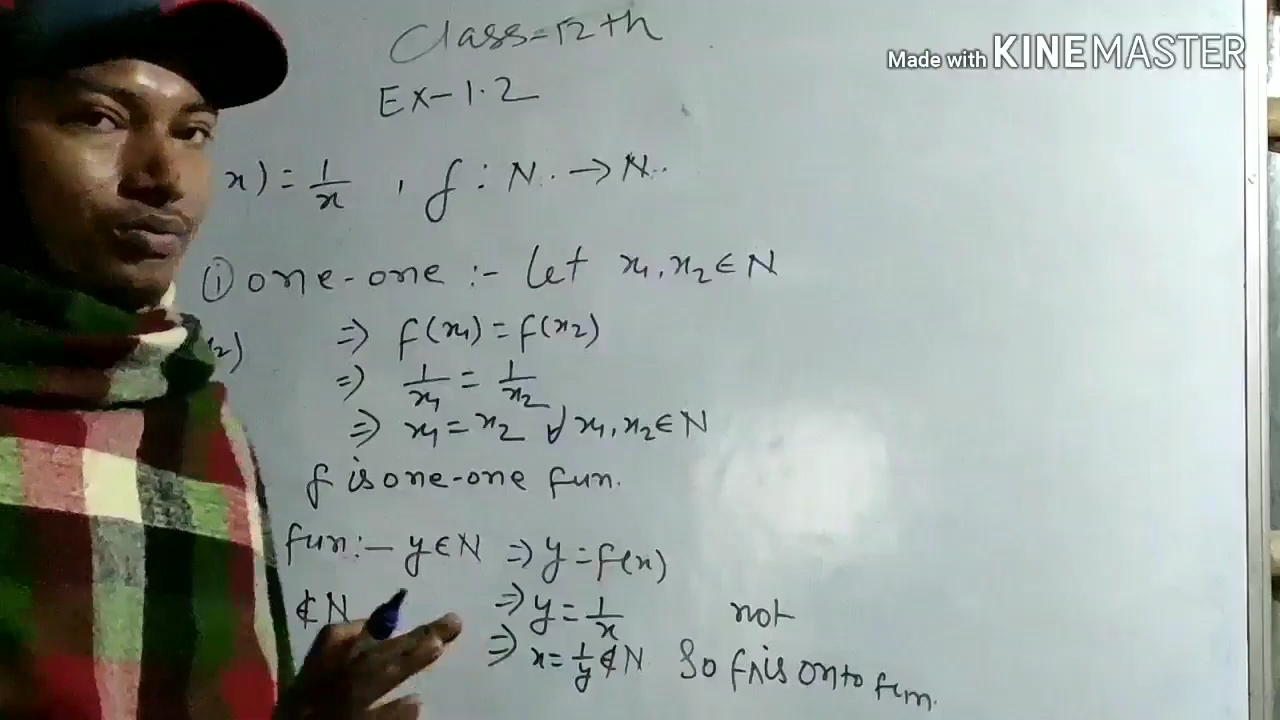 Class-12th
Made with KINEMASTER
EX-1.2
x) = 1/x , f : N → N
① one-one :- Let x₁, x₂ ∈ N
⇒ f(x₁) = f(x₂)
₂)
⇒ 1/x₁ = 1/x₂
⇒ x₁ = x₂ ∀ x₁, x₂ ∈ N
f is one-one fun.
fun:- y ∈ N ⇒ y = f(x)
∉ N ⇒ y = 1/x not
⇒ x = 1/y ∉ N So f is onto fun.